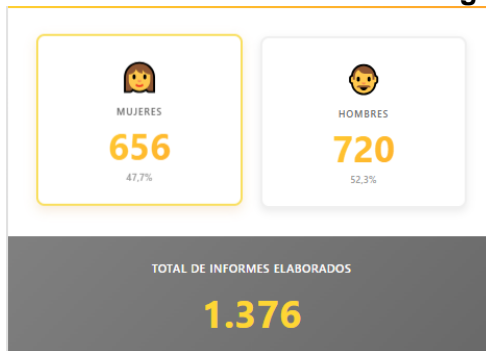 MUJERES
656
47,7%
HOMBRES
720
52,3%
TOTAL DE INFORMES ELABORADOS
1.376